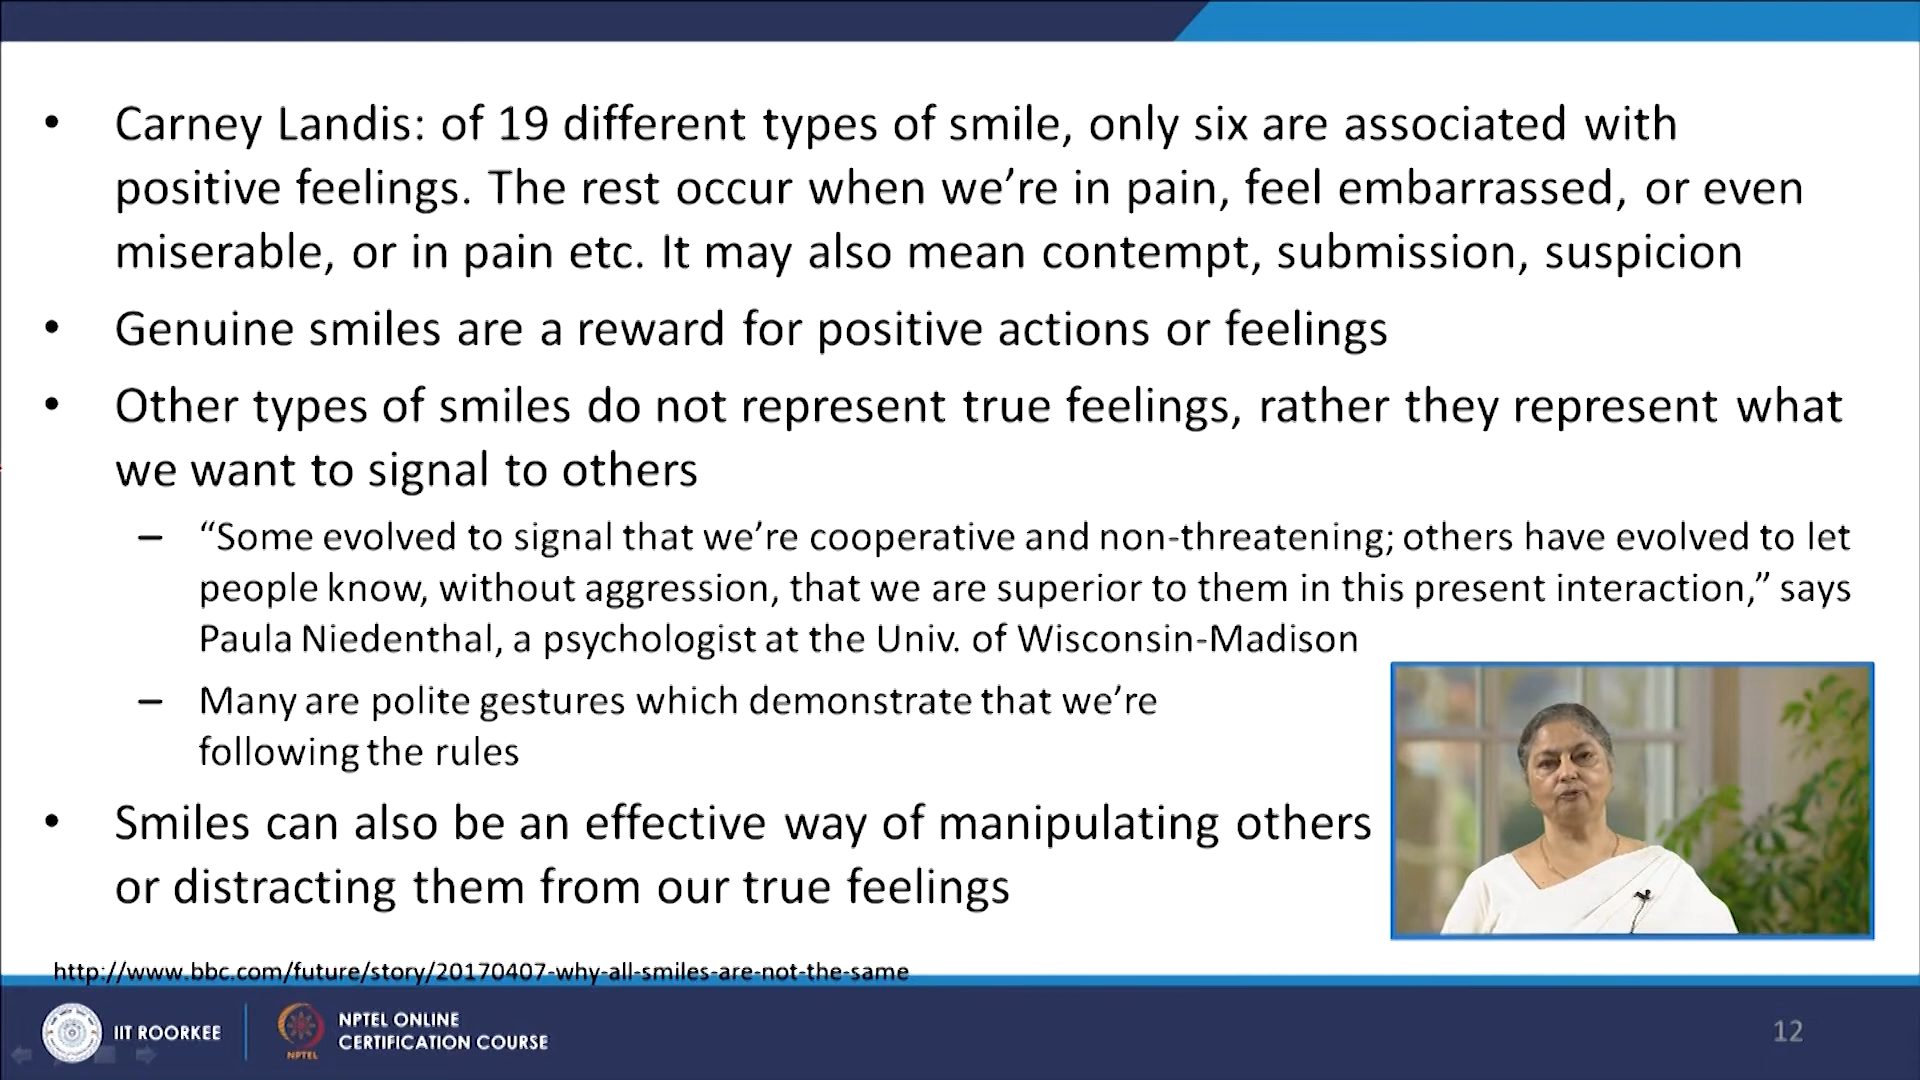 • Carney Landis: of 19 different types of smile, only six are associated with
positive feelings. The rest occur when we’re in pain, feel embarrassed, or even
miserable, or in pain etc. It may also mean contempt, submission, suspicion
• Genuine smiles are a reward for positive actions or feelings
• Other types of smiles do not represent true feelings, rather they represent what
we want to signal to others
– “Some evolved to signal that we’re cooperative and non-threatening; others have evolved to let
people know, without aggression, that we are superior to them in this present interaction,” says
Paula Niedenthal, a psychologist at the Univ. of Wisconsin-Madison
– Many are polite gestures which demonstrate that we’re
following the rules
• Smiles can also be an effective way of manipulating others
or distracting them from our true feelings
http://www.bbc.com/future/story/20170407-why-all-smiles-are-not-the-same
IIT ROORKEE
NPTEL
NPTEL ONLINE
CERTIFICATION COURSE
12